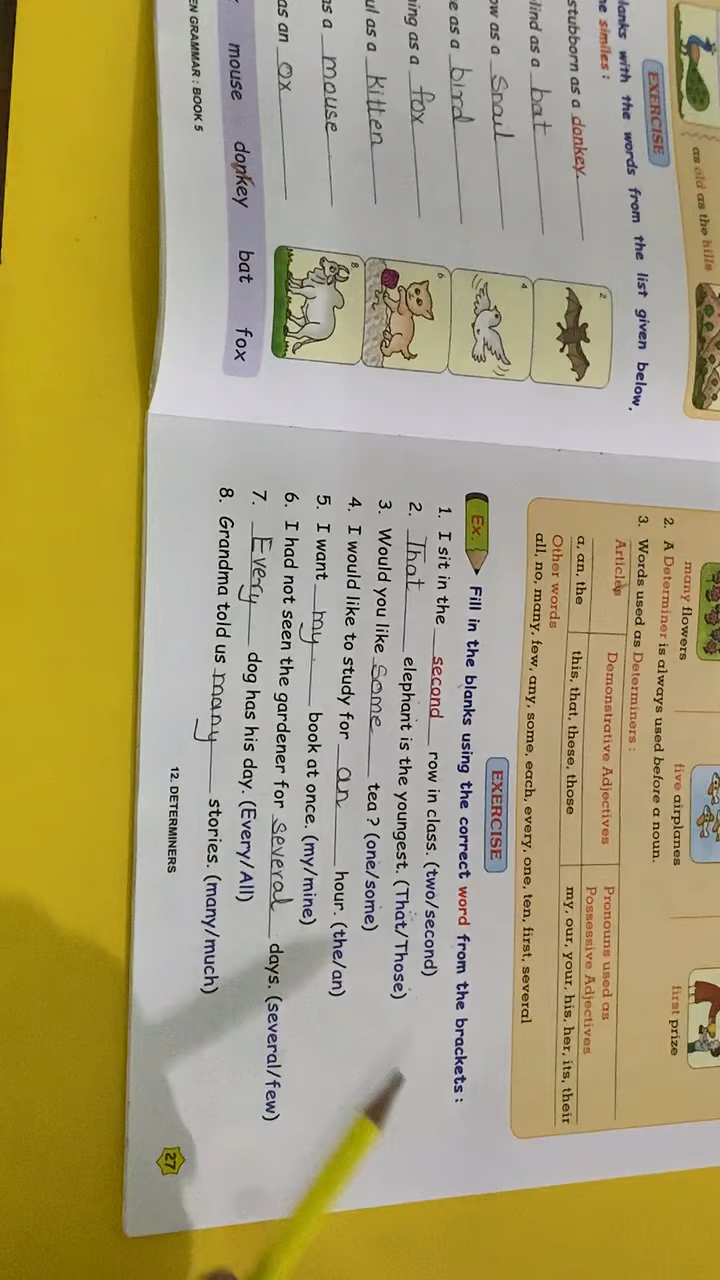 an old as the hills
EXERCISE
lanks with the words from the list given below,
similes :
stubborn as a donkey
lind as a bat
ow as a Snail
e as a bird
ing as a fox
ul as a Kitten
as a mouse
as an ox
2
4
6
8
mouse donkey bat fox
EN GRAMMAR : BOOK 5
many flowers five airplanes first prize
2. A Determiner is always used before a noun.
3. Words used as Determiners :
Articles Demonstrative Adjectives Pronouns used as
Possessive Adjectives
a, an, the this, that, these, those my, our, your, his, her, its, their
Other words
all, no, many, few, any, some, each, every, one, ten, first, several
EXERCISE
Ex. Fill in the blanks using the correct word from the brackets :
1. I sit in the second row in class. (two/second)
2. That elephant is the youngest. (That/Those)
3. Would you like Some tea ? (one/some)
4. I would like to study for an hour. (the/an)
5. I want my book at once. (my/mine)
6. I had not seen the gardener for several days. (several/few)
7. Every dog has his day. (Every/All)
8. Grandma told us many stories. (many/much)
12. DETERMINERS
27